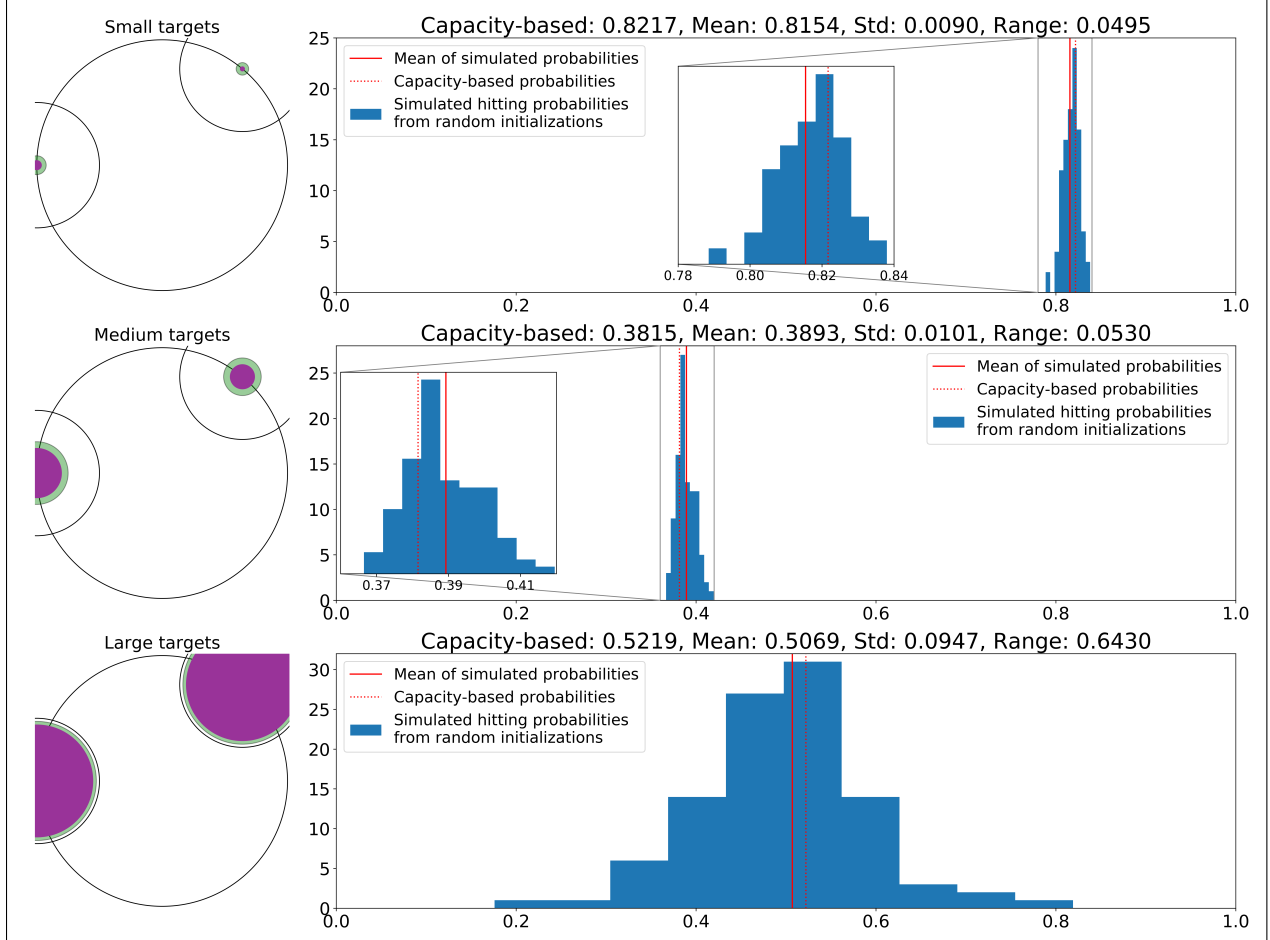 Small targets
Capacity-based: 0.8217, Mean: 0.8154, Std: 0.0090, Range: 0.0495
25
20
15
10
5
0
Mean of simulated probabilities
Capacity-based probabilities
Simulated hitting probabilities
from random initializations
0.78 0.80 0.82 0.84
0.0 0.2 0.4 0.6 0.8 1.0
Medium targets
Capacity-based: 0.3815, Mean: 0.3893, Std: 0.0101, Range: 0.0530
25
20
15
10
5
0
0.37 0.39 0.41
Mean of simulated probabilities
Capacity-based probabilities
Simulated hitting probabilities
from random initializations
0.0 0.2 0.4 0.6 0.8 1.0
Large targets
Capacity-based: 0.5219, Mean: 0.5069, Std: 0.0947, Range: 0.6430
30
25
20
15
10
5
0
Mean of simulated probabilities
Capacity-based probabilities
Simulated hitting probabilities
from random initializations
0.0 0.2 0.4 0.6 0.8 1.0